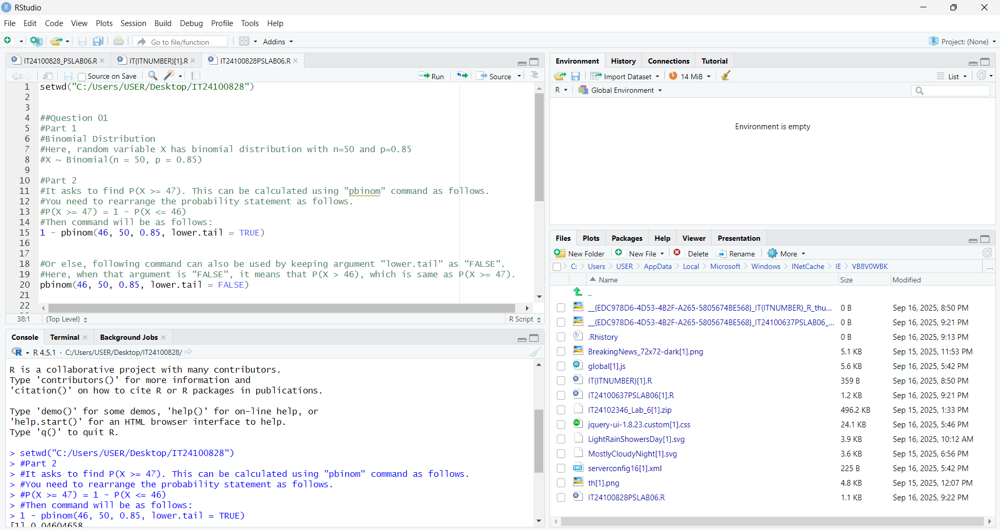 RStudio
File Edit Code View Plots Session Build Debug Profile Tools Help
Go to file/function Addins Project: (None)
IT24100828_PSLAB06.R IT(ITNUMBER)[1].R IT24100828PSLAB06.R
Source on Save Run Source
1 setwd("C:/Users/USER/Desktop/IT24100828")
2
3
4 ##Question 01
5 #Part 1
6 #Binomial Distribution
7 #Here, random variable X has binomial distribution with n=50 and p=0.85
8 #X ~ Binomial(n = 50, p = 0.85)
9
10 #Part 2
11 #It asks to find P(X >= 47). This can be calculated using "pbinom" command as follows.
12 #You need to rearrange the probability statement as follows.
13 #P(X >= 47) = 1 - P(X <= 46)
14 #Then command will be as follows:
15 1 - pbinom(46, 50, 0.85, lower.tail = TRUE)
16
17
18 #Or else, following command can also be used by keeping argument "lower.tail" as "FALSE".
19 #Here, when that argument is "FALSE", it means that P(X > 46), which is same as P(X >= 47).
20 pbinom(46, 50, 0.85, lower.tail = FALSE)
21
22
38:1 (Top Level) R Script
Console Terminal Background Jobs
R 4.5.1 · C:/Users/USER/Desktop/IT24100828/
R is a collaborative project with many contributors.
Type 'contributors()' for more information and
'citation()' on how to cite R or R packages in publications.
Type 'demo()' for some demos, 'help()' for on-line help, or
'help.start()' for an HTML browser interface to help.
Type 'q()' to quit R.
> setwd("C:/Users/USER/Desktop/IT24100828")
> #Part 2
> #It asks to find P(X >= 47). This can be calculated using "pbinom" command as follows.
> #You need to rearrange the probability statement as follows.
> #P(X >= 47) = 1 - P(X <= 46)
> #Then command will be as follows:
> 1 - pbinom(46, 50, 0.85, lower.tail = TRUE)
[1] 0.04604658
Environment History Connections Tutorial
Import Dataset 14 MiB List
R Global Environment
Environment is empty
Files Plots Packages Help Viewer Presentation
New Folder New File Delete Rename More
C: > Users > USER > AppData > Local > Microsoft > Windows > INetCache > IE > VB8V0WBK ...
Name Size Modified
..
__{EDC978D6-4D53-4B2F-A265-5805674BE568}_IT(ITNUMBER)_R_thu... 0 B Sep 16, 2025, 8:50 PM
__{EDC978D6-4D53-4B2F-A265-5805674BE568}_IT24100637PSLAB06_... 0 B Sep 16, 2025, 9:21 PM
.Rhistory 0 B Sep 16, 2025, 9:13 PM
BreakingNews_72x72-dark[1].png 5.1 KB Sep 15, 2025, 11:53 PM
global[1].js 5.6 KB Sep 16, 2025, 5:42 PM
IT(ITNUMBER)[1].R 359 B Sep 16, 2025, 8:50 PM
IT24100637PSLAB06[1].R 1.2 KB Sep 16, 2025, 9:21 PM
IT24102346_Lab_6[1].zip 496.2 KB Sep 15, 2025, 1:33 PM
jquery-ui-1.8.23.custom[1].css 24.1 KB Sep 16, 2025, 5:46 PM
LightRainShowersDay[1].svg 3.9 KB Sep 16, 2025, 10:12 AM
MostlyCloudyNight[1].svg 3.6 KB Sep 15, 2025, 6:56 PM
serverconfig16[1].xml 225 B Sep 16, 2025, 5:42 PM
th[1].png 4.8 KB Sep 15, 2025, 12:07 PM
IT24100828PSLAB06.R 1.1 KB Sep 16, 2025, 9:22 PM